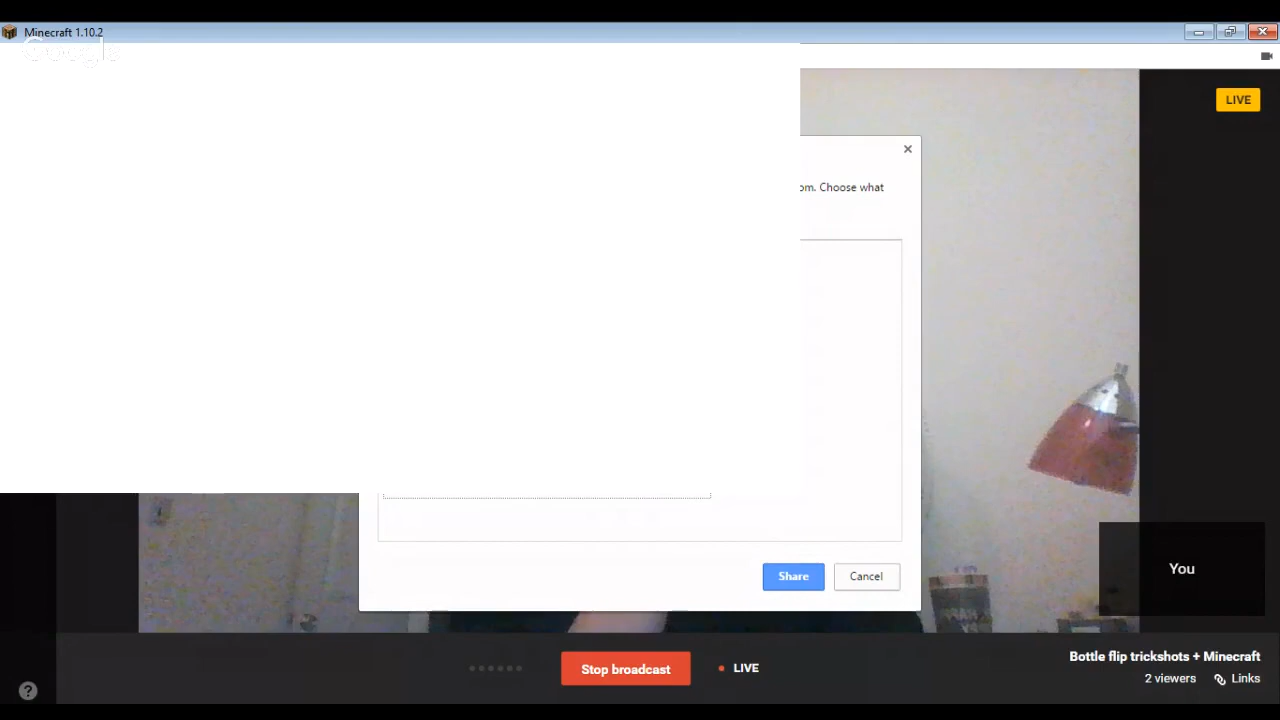 Minecraft 1.10.2
Google
LIVE
om. Choose what
Share
Cancel
You
Stop broadcast
LIVE
Bottle flip trickshots + Minecraft
2 viewers
Links
?